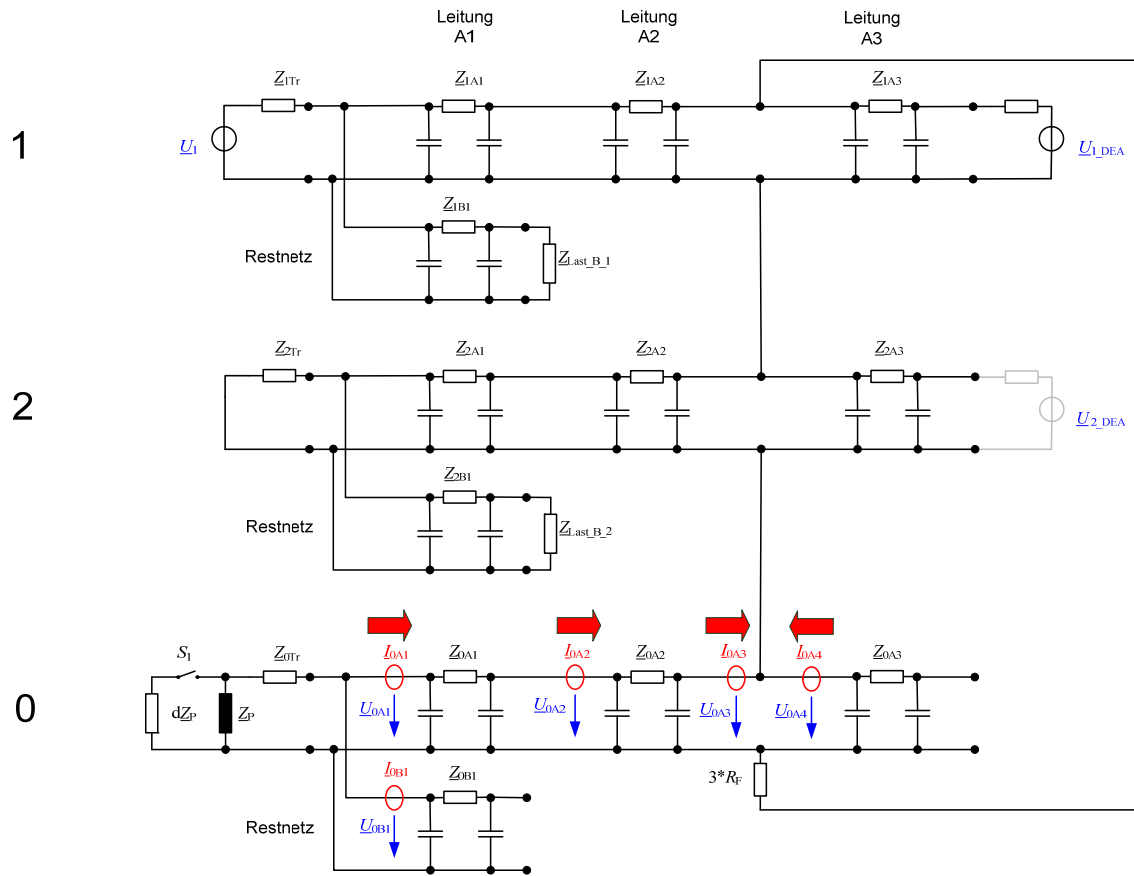 Leitung Leitung Leitung
A1 A2 A3
Z1Tr Z1A1 Z1A2 Z1A3
1
U1 U1_DEA
Z1B1
Restnetz ZLast_B_1
Z2Tr Z2A1 Z2A2 Z2A3
2
U2_DEA
Z2B1
Restnetz ZLast_B_2
S1 Z0Tr I0A1 Z0A1 I0A2 Z0A2 I0A3 I0A4 Z0A3
0 dZP ZP U0A1 U0A2 U0A3 U0A4
I0B1 Z0B1 3*RF
Restnetz U0B1